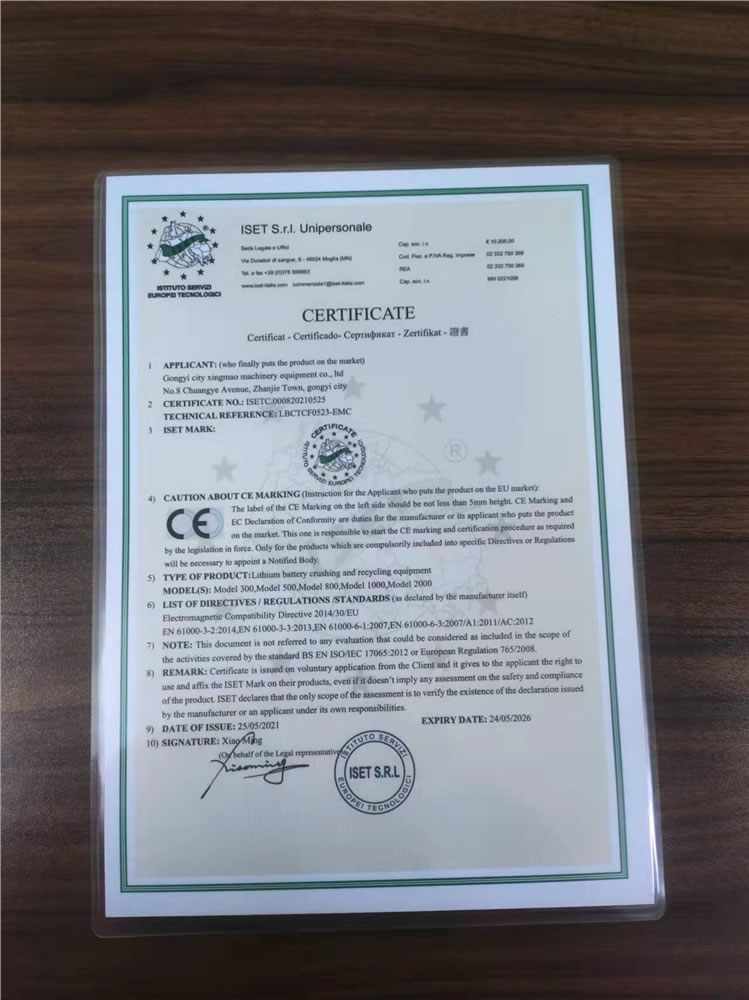 ISTITUTO SERVIZI
EUROPEI TECNOLOGICI
ISET S.r.l. Unipersonale
Sede Legale e Uffici
Via Donatori di sangue, 9 - 46024 Moglia (MN)
Tel. e fax +39 (0)376
www.iset-italia.com
Cap. soc. i.v. € 10.200,00
Cod. Fisc. e P.IVA Reg. Imprese 02 332 750 369
REA 02 332 750 369
Cap. soc. i.v.
CERTIFICATE
Certificat - Certificado- Сертификат - Zertifikat - 證書
1 APPLICANT: (who finally puts the product on the market)
Gongyi city xingmao machinery equipment co., ltd
No.8 Chuangye Avenue, Zhanjie Town, gongyi city
2 CERTIFICATE NO.: ISETC.000820210525
TECHNICAL REFERENCE: LBCTCF0523-EMC
3 ISET MARK:
CERTIFICATE
ISTITUTO SERVIZI EUROPEI TECNOLOGICI
®
4) CAUTION ABOUT CE MARKING (Instruction for the Applicant who puts the product on the EU market):
CE
The label of the CE Marking on the left side should be not less than 5mm height. CE Marking and
EC Declaration of Conformity are duties for the manufacturer or its applicant who puts the product
on the market. This one is responsible to start the CE marking and certification procedure as required
by the legislation in force. Only for the products which are compulsorily included into specific Directives or Regulations
will be necessary to appoint a Notified Body.
5) TYPE OF PRODUCT:Lithium battery crushing and recycling equipment
MODEL(S): Model 300,Model 500,Model 800,Model 1000,Model 2000
6) LIST OF DIRECTIVES / REGULATIONS /STANDARDS (as declared by the manufacturer itself)
Electromagnetic Compatibility Directive 2014/30/EU
EN 61000-3-2:2014,EN 61000-3-3:2013,EN 61000-6-1:2007,EN 61000-6-3:2007/A1:2011/AC:2012
7) NOTE: This document is not referred to any evaluation that could be considered as included in the scope of
the activities covered by the standard BS EN ISO/IEC 17065:2012 or European Regulation 765/2008.
8) REMARK: Certificate is issued on voluntary application from the Client and it gives to the applicant the right to
use and affix the ISET Mark on their products, even if it doesn't imply any assessment on the safety and compliance
of the product. ISET declares that the only scope of the assessment is to verify the existence of the declaration issued
by the manufacturer or an applicant under its own responsibilities.
9) DATE OF ISSUE: 25/05/2021 EXPIRY DATE: 24/05/2026
10) SIGNATURE: Xiao Ming
(On behalf of the Legal representative)
Xiaoming
ISTITUTO SERVIZI
ISET S.R.L
EUROPEI TECNOLOGICI